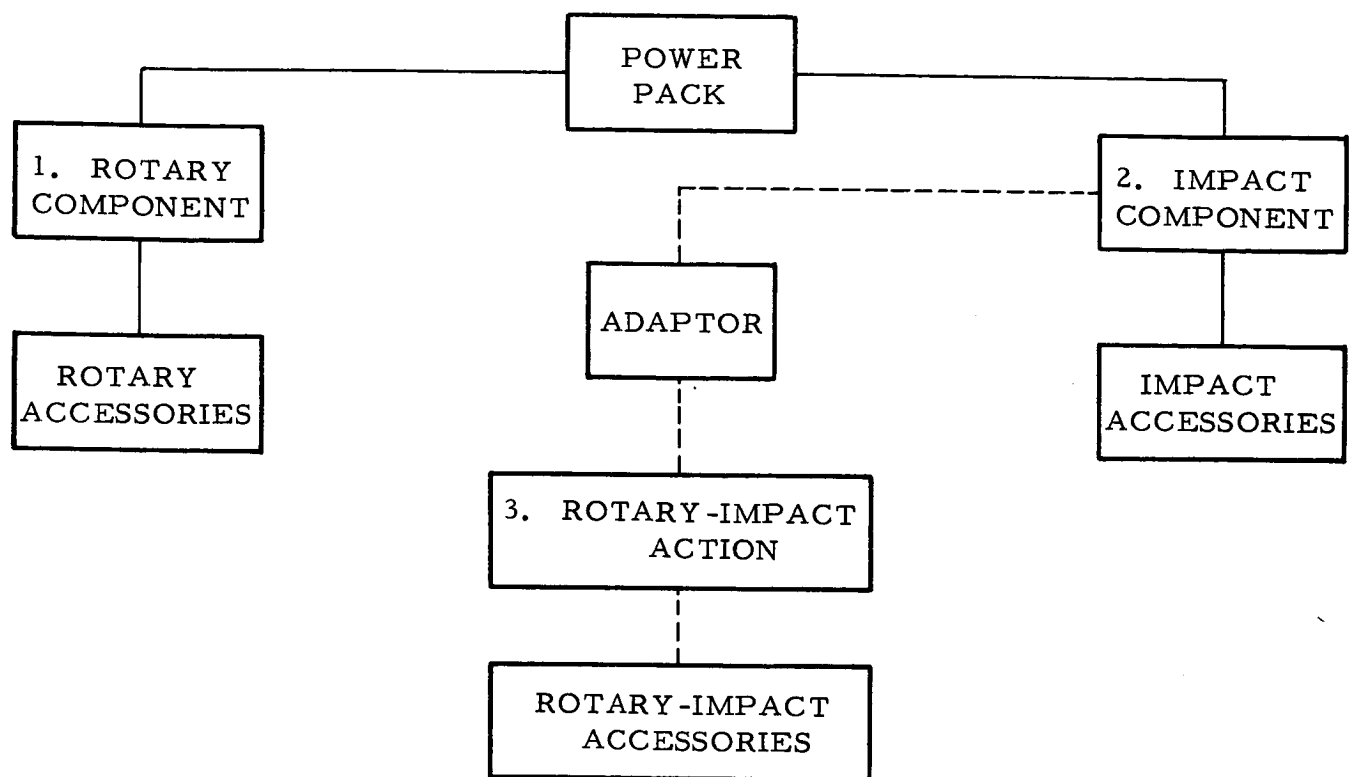 POWER
PACK
1. ROTARY
COMPONENT
2. IMPACT
COMPONENT
ADAPTOR
ROTARY
ACCESSORIES
IMPACT
ACCESSORIES
3. ROTARY-IMPACT
ACTION
ROTARY-IMPACT
ACCESSORIES